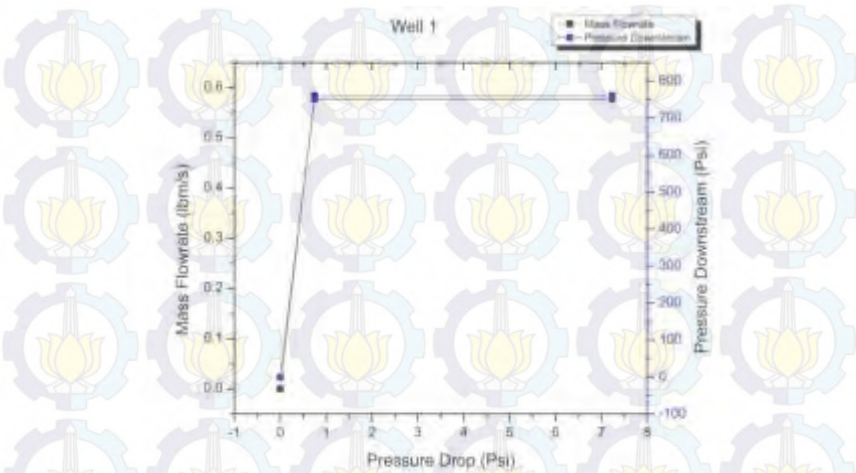 Well 1
Mass Flowrate
Pressure Downstream
0.6
0.5
0.4
0.3
0.2
0.1
0.0
Mass Flowrate (lbm/s)
800
700
600
500
400
300
200
100
0
-100
Pressure Downstream (Psi)
-1 0 1 2 3 4 5 6 7 8
Pressure Drop (Psi)